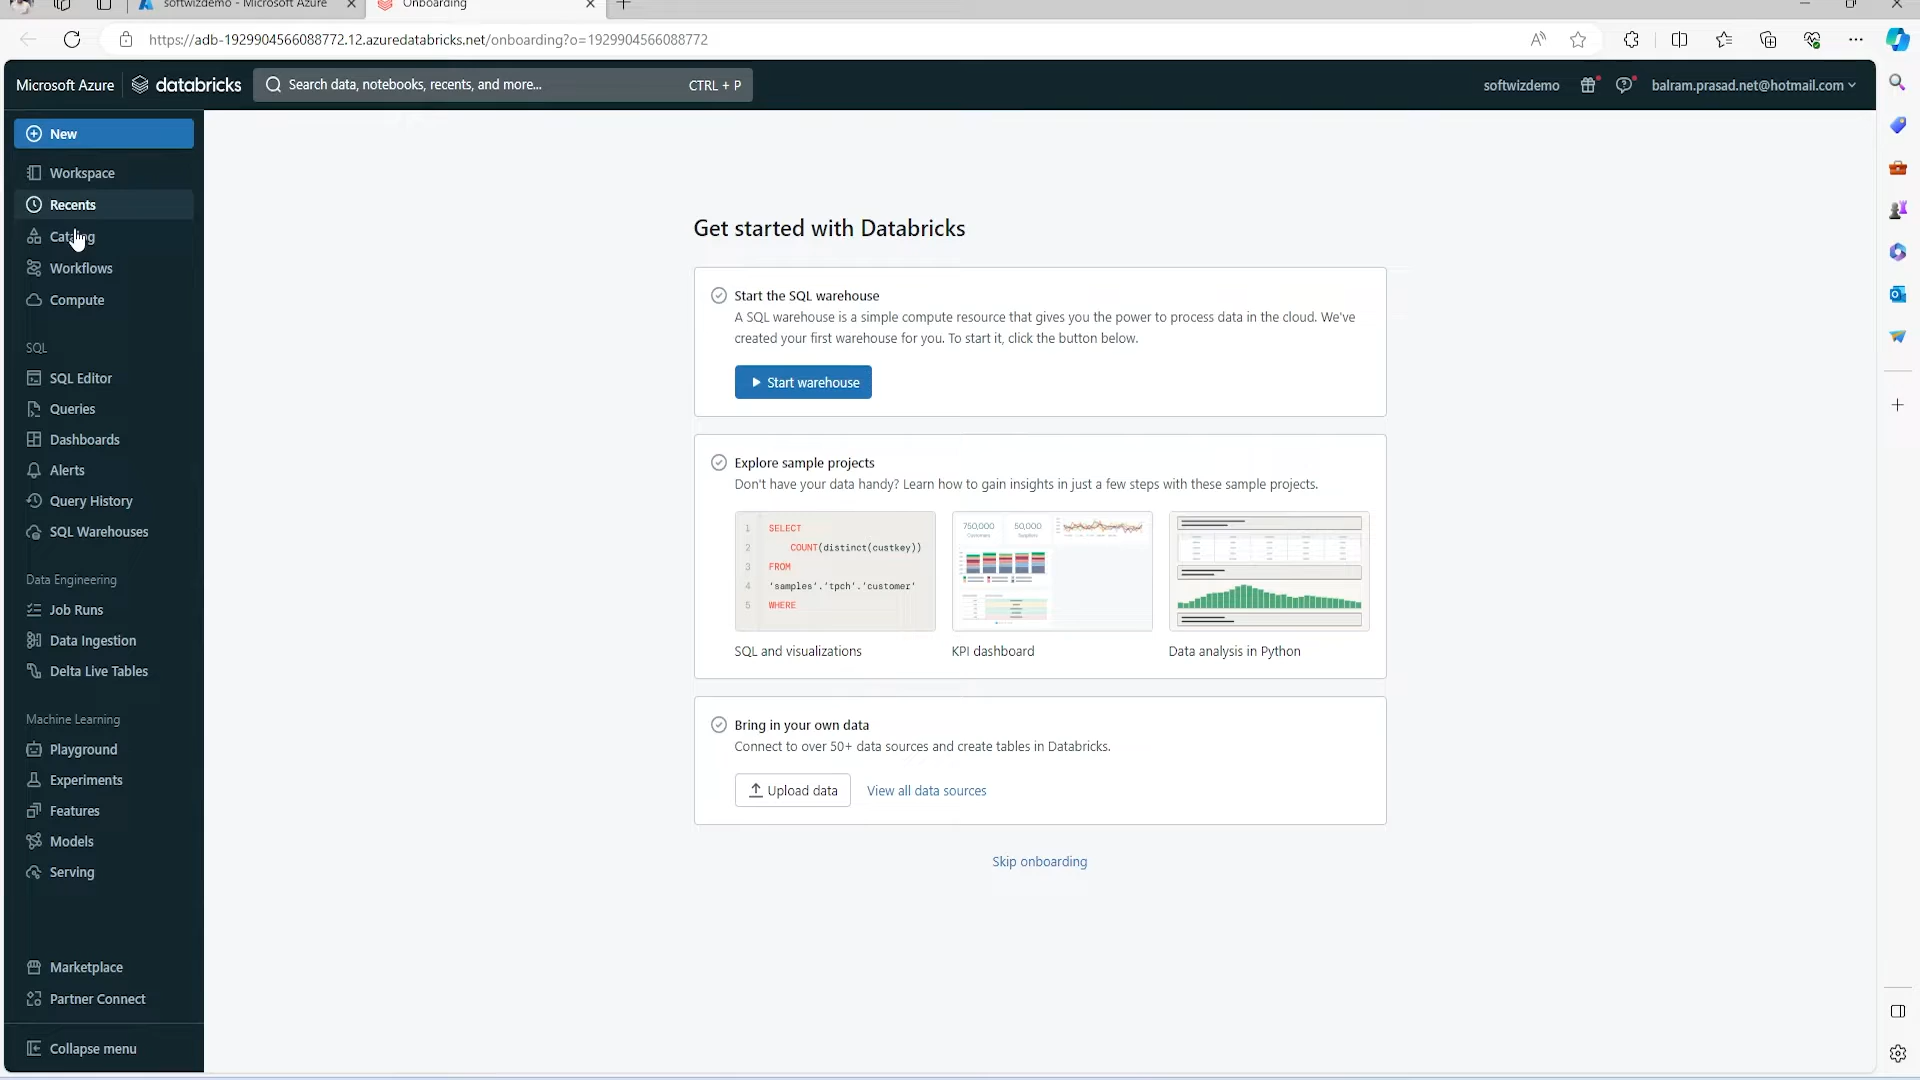 softwizdemo - Microsoft Azure
Onboarding
https://adb-1929904566088772.12.azuredatabricks.net/onboarding?o=1929904566088772
Microsoft Azure
databricks
Search data, notebooks, recents, and more...
CTRL + P
softwizdemo
balram.prasad.net@hotmail.com
New
Workspace
Recents
Catalog
Workflows
Compute
SQL
SQL Editor
Queries
Dashboards
Alerts
Query History
SQL Warehouses
Data Engineering
Job Runs
Data Ingestion
Delta Live Tables
Machine Learning
Playground
Experiments
Features
Models
Serving
Marketplace
Partner Connect
Collapse menu
Get started with Databricks
Start the SQL warehouse
A SQL warehouse is a simple compute resource that gives you the power to process data in the cloud. We've
created your first warehouse for you. To start it, click the button below.
Start warehouse
Explore sample projects
Don't have your data handy? Learn how to gain insights in just a few steps with these sample projects.
1 SELECT
2 COUNT(distinct(custkey))
3 FROM
4 'samples'.'tpch'.'customer'
5 WHERE
750,000
50,000
Customers
SQL and visualizations
KPI dashboard
Data analysis in Python
Bring in your own data
Connect to over 50+ data sources and create tables in Databricks.
Upload data
View all data sources
Skip onboarding